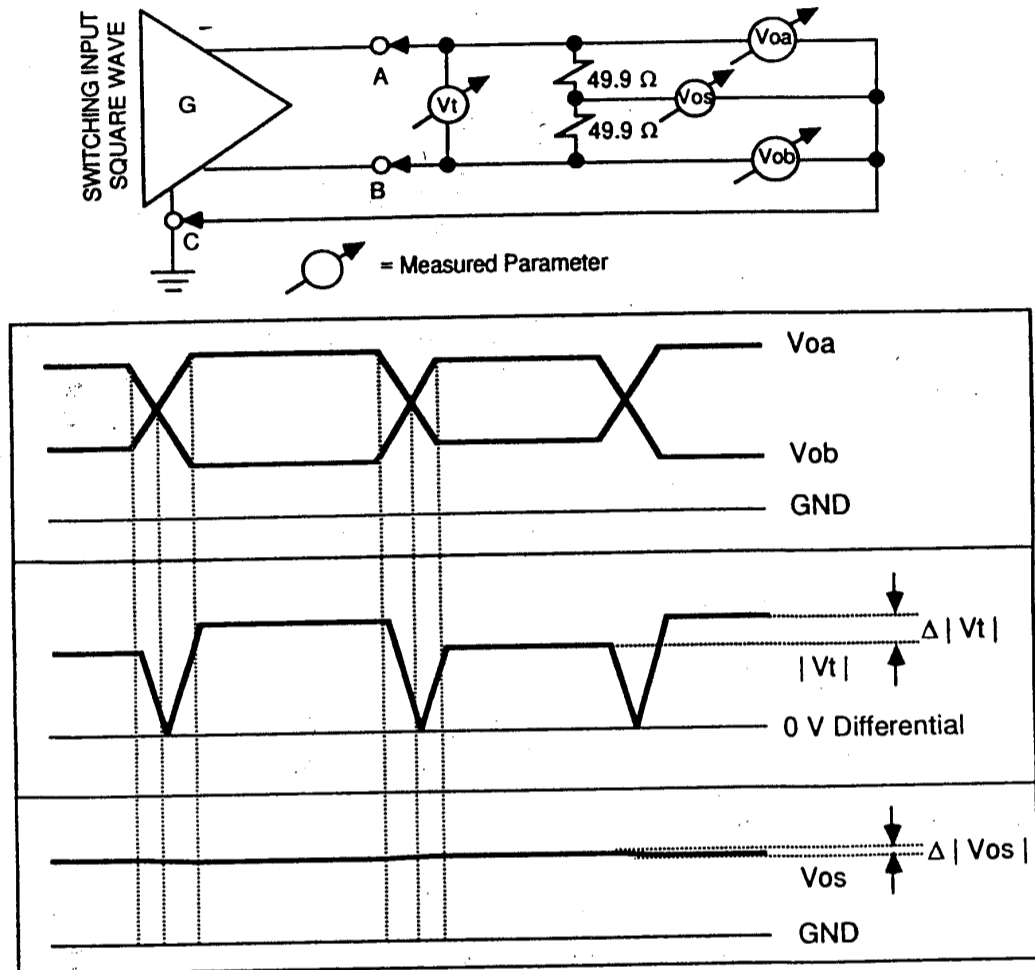 SWITCHING INPUT
SQUARE WAVE
G
A
B
C
Vt
49.9 Ω
49.9 Ω
Voa
Vos
Vob
= Measured Parameter
Voa
Vob
GND
Δ | Vt |
| Vt |
0 V Differential
Δ | Vos |
Vos
GND